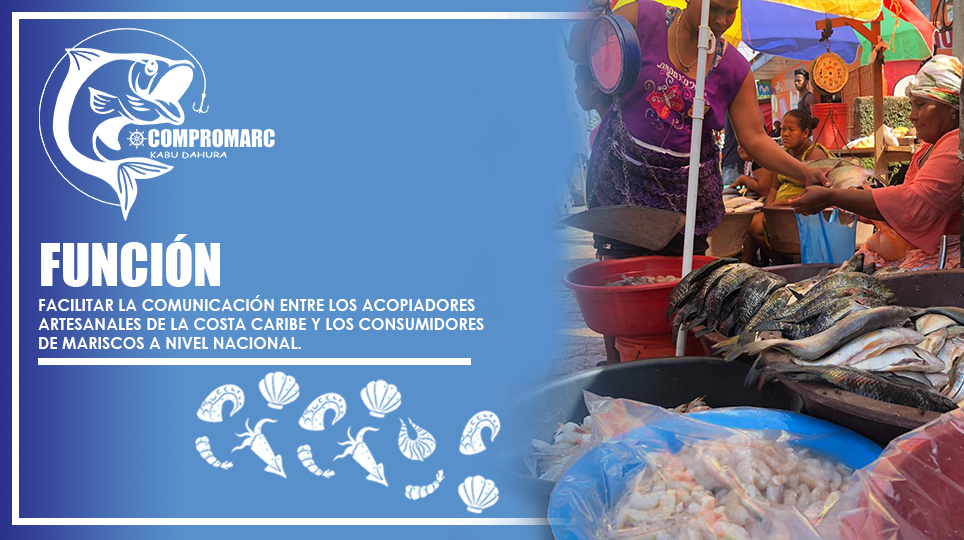 COMPROMARC
KABU DAHURA
FUNCIÓN
FACILITAR LA COMUNICACIÓN ENTRE LOS ACOPIADORES
ARTESANALES DE LA COSTA CARIBE Y LOS CONSUMIDORES
DE MARISCOS A NIVEL NACIONAL.